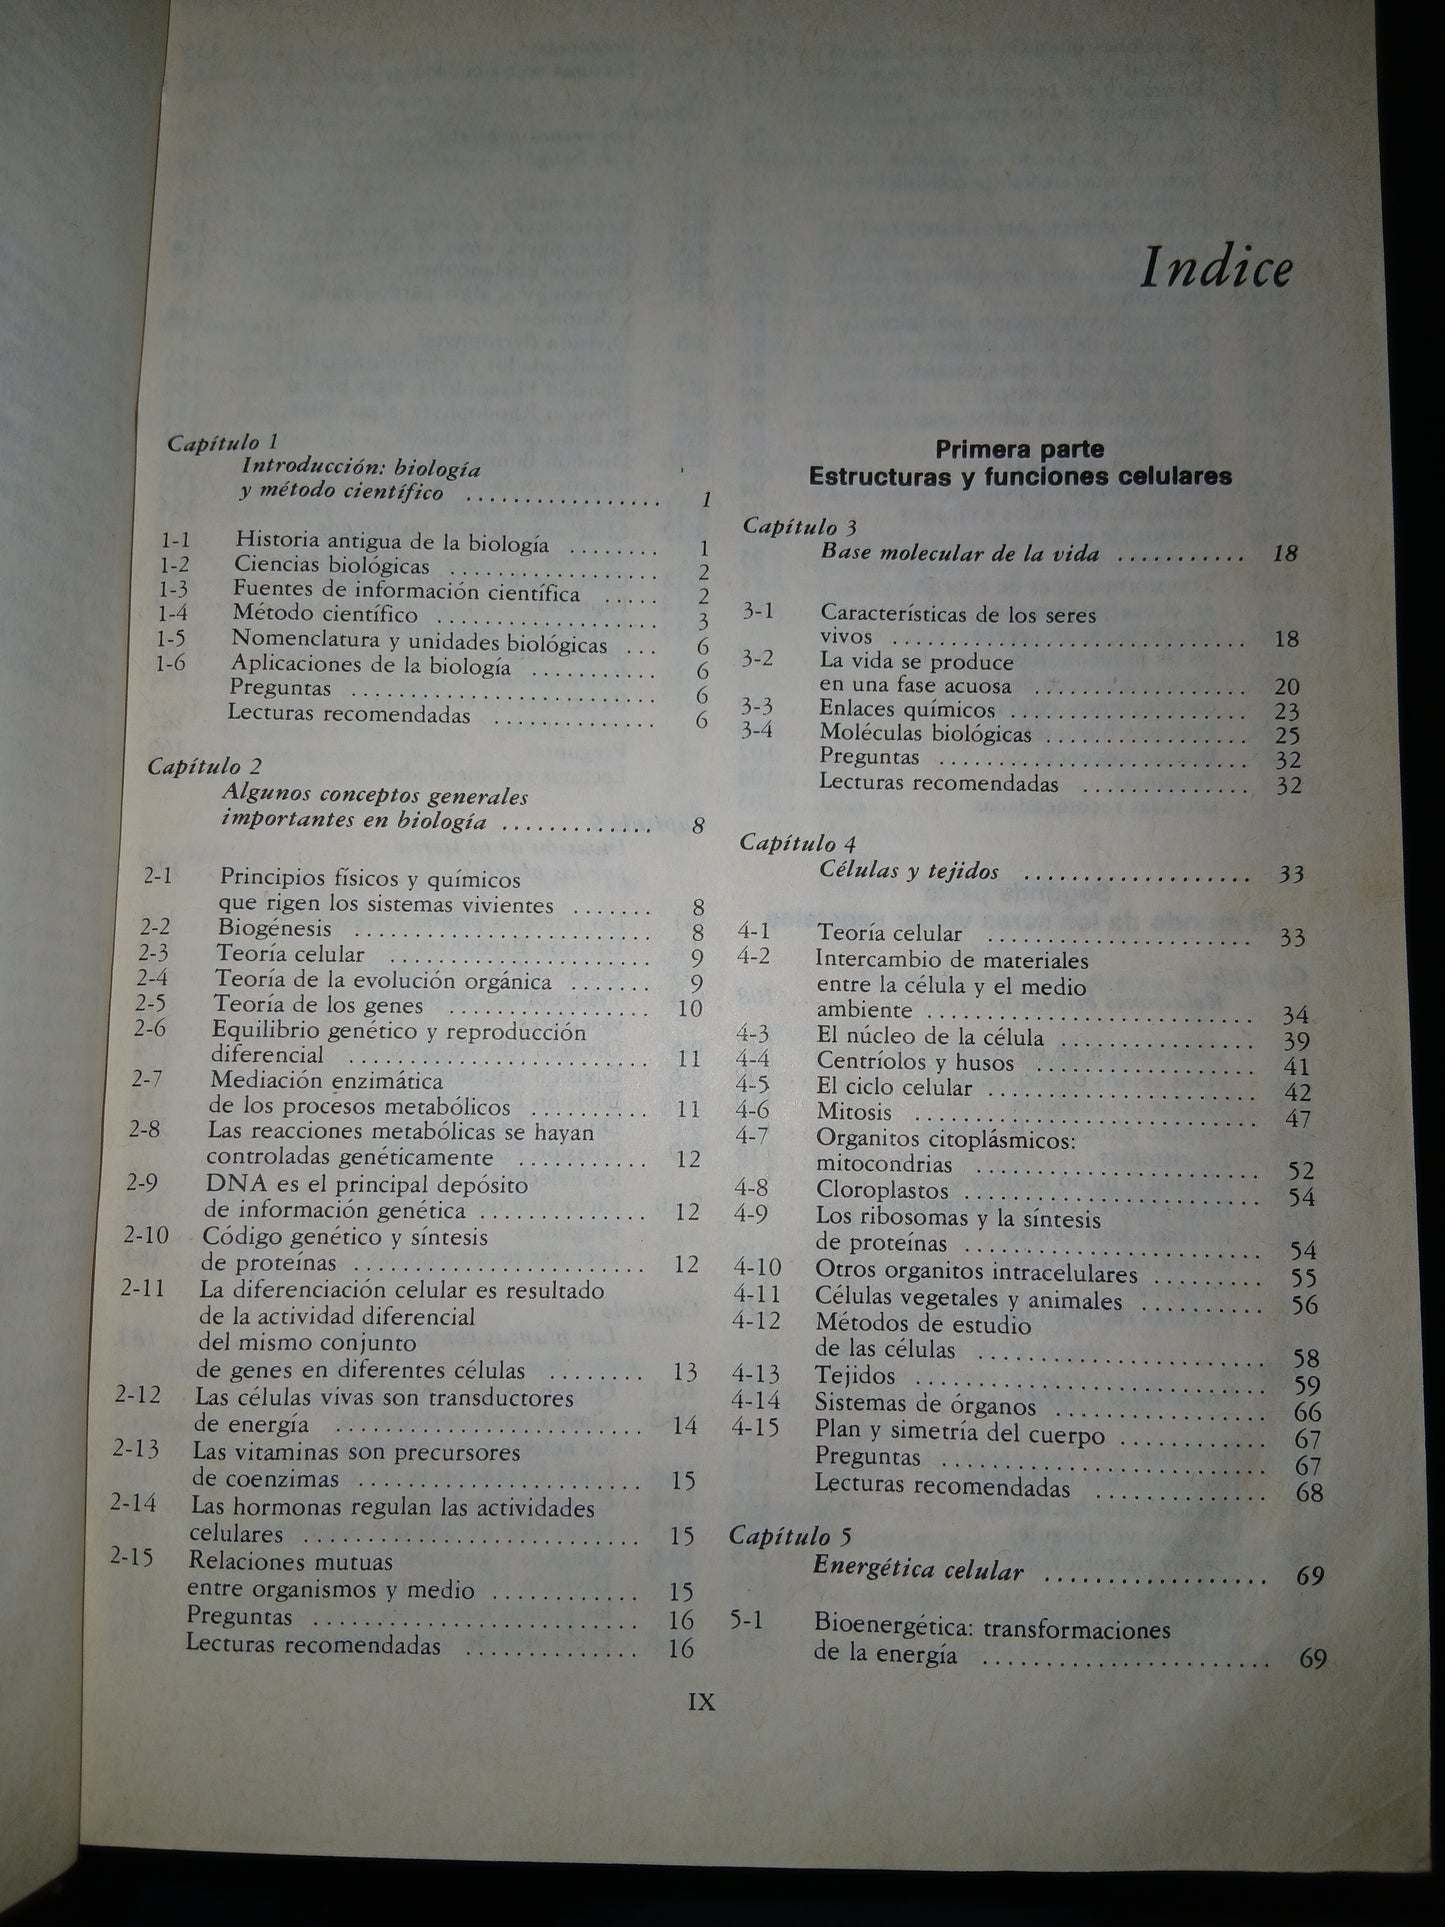 Indice
Capítulo 1
Introducción: biología
y método científico ................. 1
1-1 Historia antigua de la biología ........ 1
1-2 Ciencias biológicas .................. 2
1-3 Fuentes de información científica ..... 2
1-4 Método científico ................... 3
1-5 Nomenclatura y unidades biológicas ... 6
1-6 Aplicaciones de la biología ........... 6
Preguntas .......................... 6
Lecturas recomendadas .............. 6
Capítulo 2
Algunos conceptos generales
importantes en biología ............. 8
2-1 Principios físicos y químicos
que rigen los sistemas vivientes ....... 8
2-2 Biogénesis .......................... 8
2-3 Teoría celular ....................... 9
2-4 Teoría de la evolución orgánica ....... 9
2-5 Teoría de los genes .................. 10
2-6 Equilibrio genético y reproducción
diferencial .......................... 11
2-7 Mediación enzimática
de los procesos metabólicos .......... 11
2-8 Las reacciones metabólicas se hayan
controladas genéticamente ........... 12
2-9 DNA es el principal depósito
de información genética .............. 12
2-10 Código genético y síntesis
de proteínas ......................... 12
2-11 La diferenciación celular es resultado
de la actividad diferencial
del mismo conjunto
de genes en diferentes células ........ 13
2-12 Las células vivas son transductores
de energía .......................... 14
2-13 Las vitaminas son precursores
de coenzimas ........................ 15
2-14 Las hormonas regulan las actividades
celulares ............................ 15
2-15 Relaciones mutuas
entre organismos y medio ............ 15
Preguntas ........................... 16
Lecturas recomendadas .............. 16
Primera parte
Estructuras y funciones celulares
Capítulo 3
Base molecular de la vida ........... 18
3-1 Características de los seres
vivos .............................. 18
3-2 La vida se produce
en una fase acuosa .................. 20
3-3 Enlaces químicos .................... 23
3-4 Moléculas biológicas ................. 25
Preguntas .......................... 32
Lecturas recomendadas .............. 32
Capítulo 4
Células y tejidos ................... 33
4-1 Teoría celular ...................... 33
4-2 Intercambio de materiales
entre la célula y el medio
ambiente ........................... 34
4-3 El núcleo de la célula ................ 39
4-4 Centríolos y husos .................. 41
4-5 El ciclo celular ...................... 42
4-6 Mitosis ............................ 47
4-7 Organitos citoplásmicos:
mitocondrias ....................... 52
4-8 Cloroplastos ........................ 54
4-9 Los ribosomas y la síntesis
de proteínas ........................ 54
4-10 Otros organitos intracelulares ......... 55
4-11 Células vegetales y animales .......... 56
4-12 Métodos de estudio
de las células ....................... 58
4-13 Tejidos ............................. 59
4-14 Sistemas de órganos ................. 66
4-15 Plan y simetría del cuerpo ............ 67
Preguntas ........................... 67
Lecturas recomendadas .............. 68
Capítulo 5
Energética celular .................. 69
5-1 Bioenergética: transformaciones
de la energía ........................ 69
IX